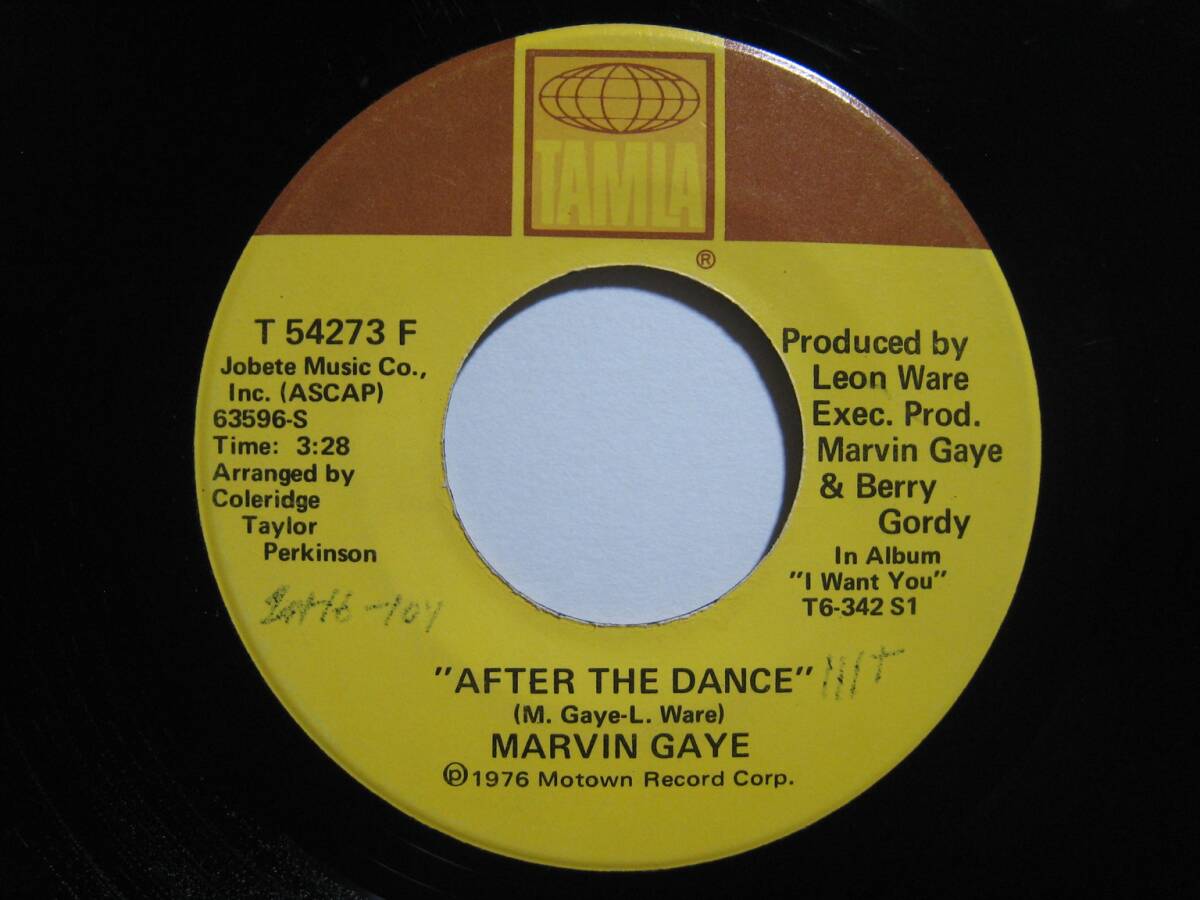 TAMLA
®
T 54273 F
Jobete Music Co.,
Inc. (ASCAP)
63596-S
Time: 3:28
Arranged by
Coleridge
Taylor
Perkinson
Produced by
Leon Ware
Exec. Prod.
Marvin Gaye
& Berry
Gordy
In Album
"I Want You"
T6-342 S1
"AFTER THE DANCE"
(M. Gaye-L. Ware)
MARVIN GAYE
℗1976 Motown Record Corp.